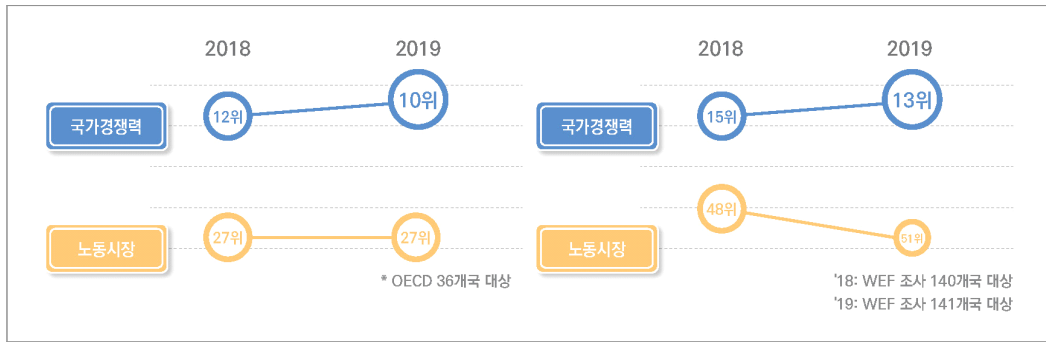 2018 2019
국가경쟁력 12위 10위
노동시장 27위 27위
* OECD 36개국 대상
2018 2019
국가경쟁력 15위 13위
노동시장 48위 51위
'18: WEF 조사 140개국 대상
'19: WEF 조사 141개국 대상